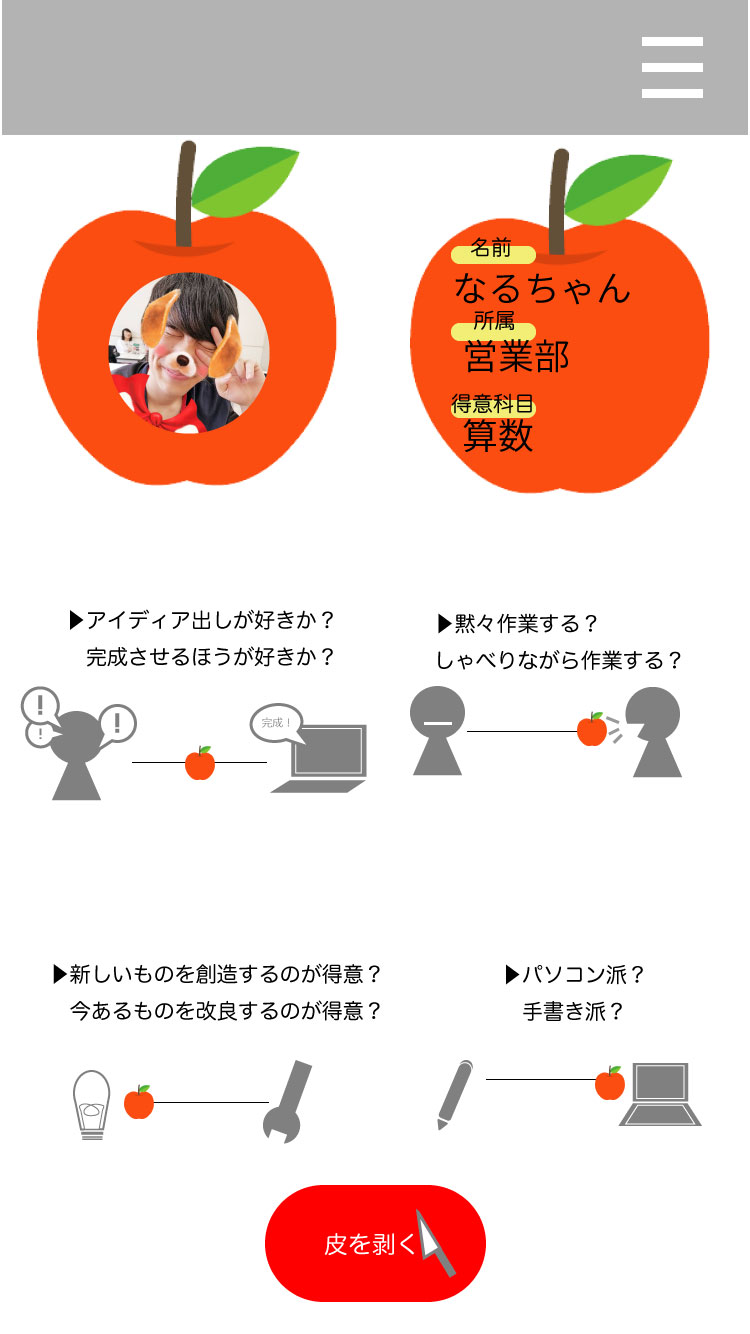 名前
なるちゃん
所属
営業部
得意科目
算数
▶アイディア出しが好きか？
完成させるほうが好きか？
▶黙々作業する？
しゃべりながら作業する？
!
!
!
完成！
▶新しいものを創造するのが得意？
今あるものを改良するのが得意？
▶パソコン派？
手書き派？
皮を剥く